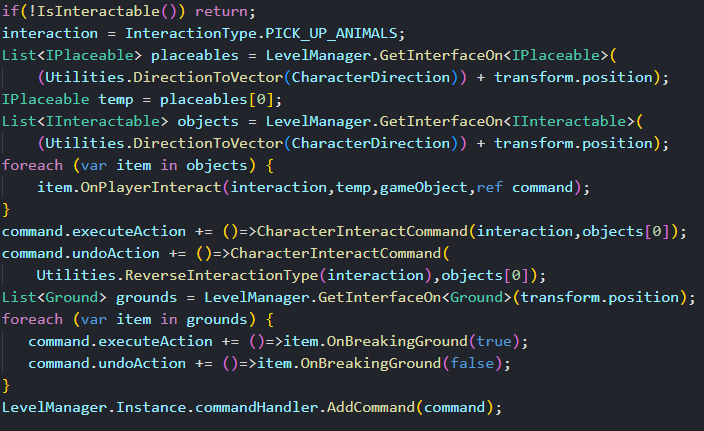 if(!IsInteractable()) return;
interaction = InteractionType.PICK_UP_ANIMALS;
List<IPlaceable> placeables = LevelManager.GetInterfaceOn<IPlaceable>(
(Utilities.DirectionToVector(CharacterDirection)) + transform.position);
IPlaceable temp = placeables[0];
List<IInteractable> objects = LevelManager.GetInterfaceOn<IInteractable>(
(Utilities.DirectionToVector(CharacterDirection)) + transform.position);
foreach (var item in objects) {
item.OnPlayerInteract(interaction,temp,gameObject,ref command);
}
command.executeAction += ()=>CharacterInteractCommand(interaction,objects[0]);
command.undoAction += ()=>CharacterInteractCommand(
Utilities.ReverseInteractionType(interaction),objects[0]);
List<Ground> grounds = LevelManager.GetInterfaceOn<Ground>(transform.position);
foreach (var item in grounds) {
command.executeAction += ()=>item.OnBreakingGround(true);
command.undoAction += ()=>item.OnBreakingGround(false);
}
LevelManager.Instance.commandHandler.AddCommand(command);